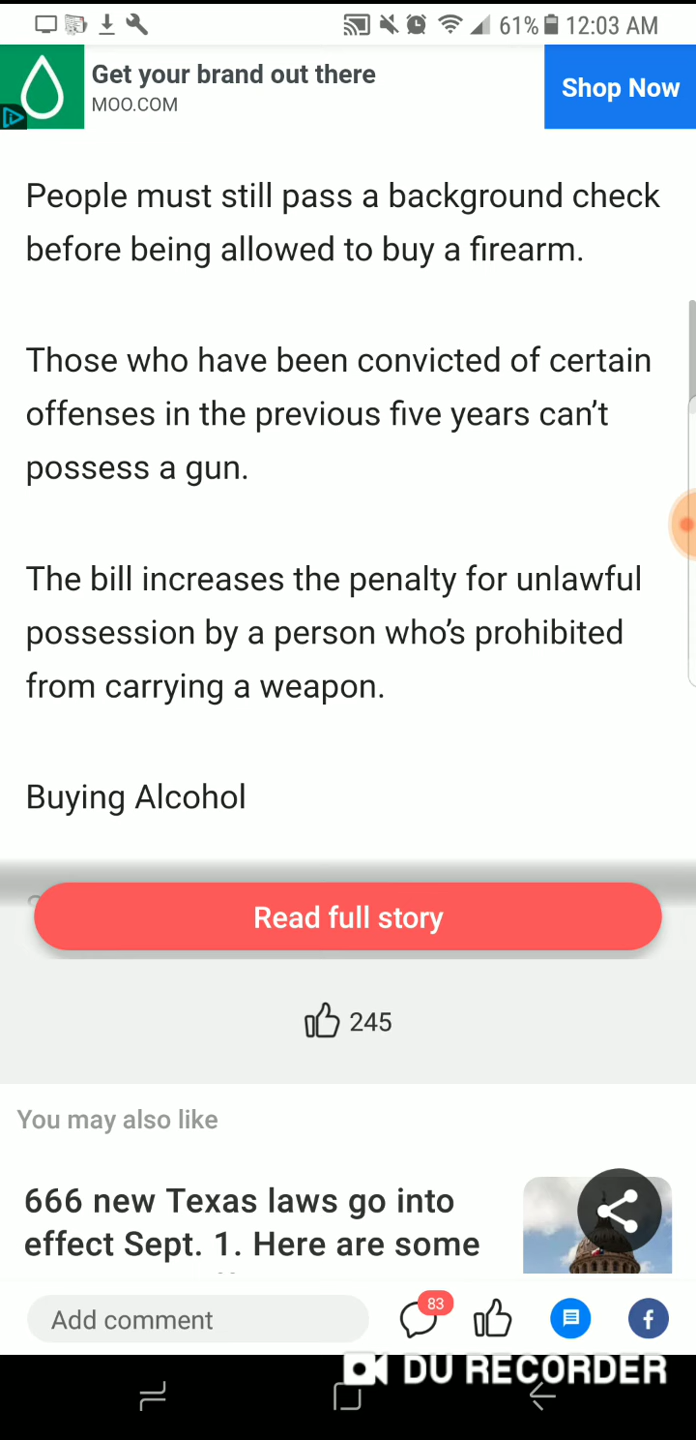 61% 12:03 AM
Get your brand out there
MOO.COM
Shop Now
People must still pass a background check
before being allowed to buy a firearm.
Those who have been convicted of certain
offenses in the previous five years can't
possess a gun.
The bill increases the penalty for unlawful
possession by a person who's prohibited
from carrying a weapon.
Buying Alcohol
Read full story
245
You may also like
666 new Texas laws go into
effect Sept. 1. Here are some
Add comment
83
DU RECORDER